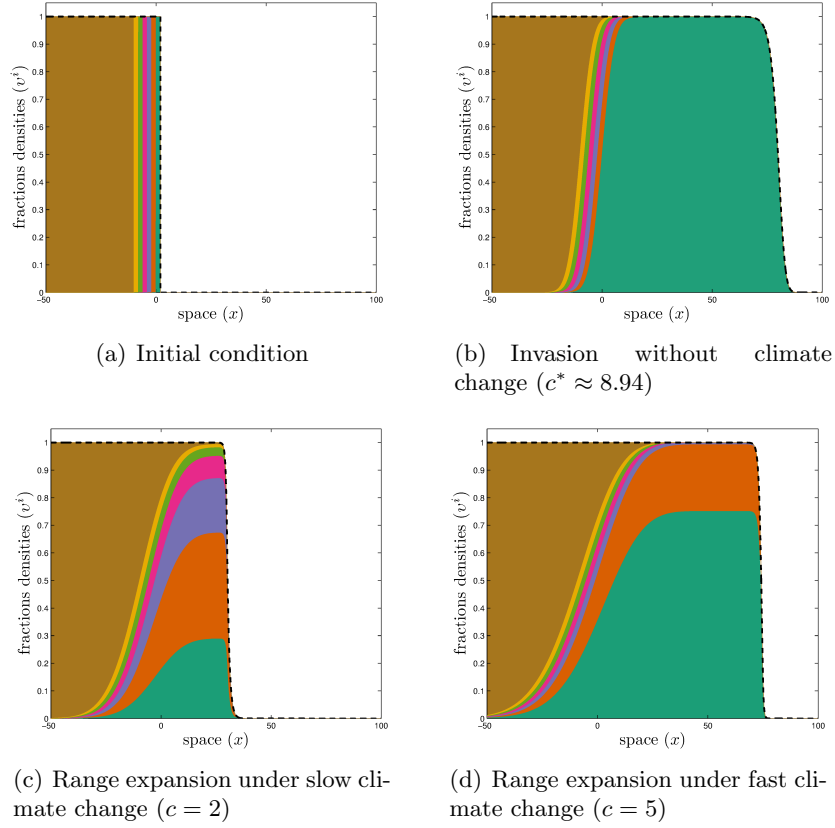 1
0.9
0.8
0.7
0.6
0.5
0.4
0.3
0.2
0.1
0
fractions densities (vⁱ)
-50 0 50 100
space (x)
(a) Initial condition
1
0.9
0.8
0.7
0.6
0.5
0.4
0.3
0.2
0.1
0
fractions densities (vⁱ)
-50 0 50 100
space (x)
(b) Invasion without climate
change (c* ≈ 8.94)
1
0.9
0.8
0.7
0.6
0.5
0.4
0.3
0.2
0.1
0
fractions densities (vⁱ)
-50 0 50 100
space (x)
(c) Range expansion under slow cli-
mate change (c = 2)
1
0.9
0.8
0.7
0.6
0.5
0.4
0.3
0.2
0.1
0
fractions densities (vⁱ)
-50 0 50 100
space (x)
(d) Range expansion under fast cli-
mate change (c = 5)